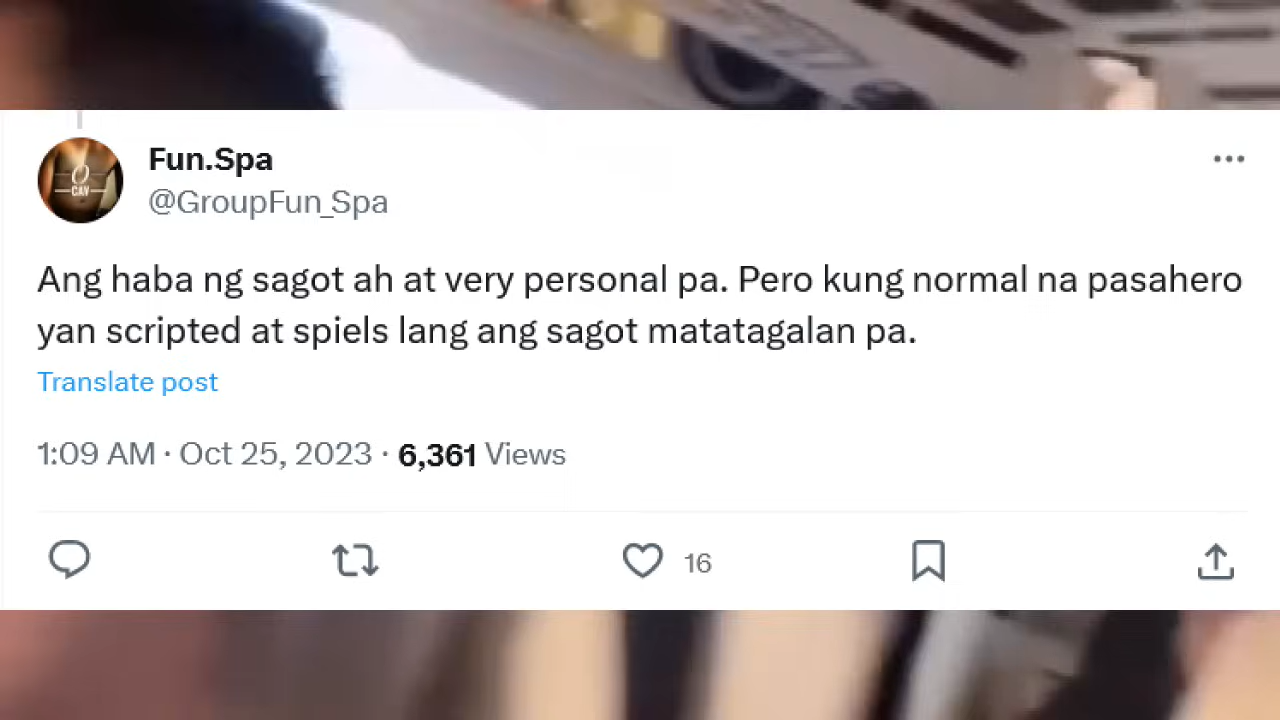 CAV
Fun.Spa
@GroupFun_Spa
Ang haba ng sagot ah at very personal pa. Pero kung normal na pasahero
yan scripted at spiels lang ang sagot matatagalan pa.
Translate post
1:09 AM · Oct 25, 2023 · 6,361 Views
16